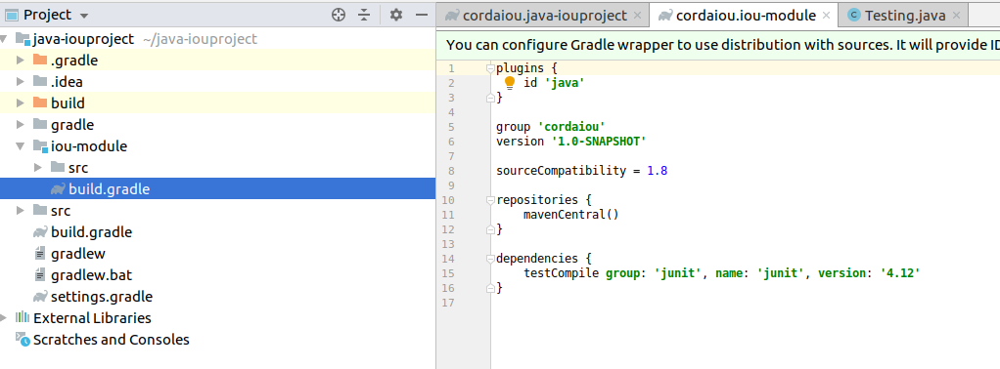 Project
java-iouproject ~/java-iouproject
.gradle
.idea
build
gradle
iou-module
src
build.gradle
src
build.gradle
gradlew
gradlew.bat
settings.gradle
External Libraries
Scratches and Consoles
cordaiou.java-iouproject
cordaiou.iou-module
Testing.java
You can configure Gradle wrapper to use distribution with sources. It will provide ID
1 plugins {
2 id 'java'
3 }
4
5 group 'cordaiou'
6 version '1.0-SNAPSHOT'
7
8 sourceCompatibility = 1.8
9
10 repositories {
11 mavenCentral()
12 }
13
14 dependencies {
15 testCompile group: 'junit', name: 'junit', version: '4.12'
16 }
17